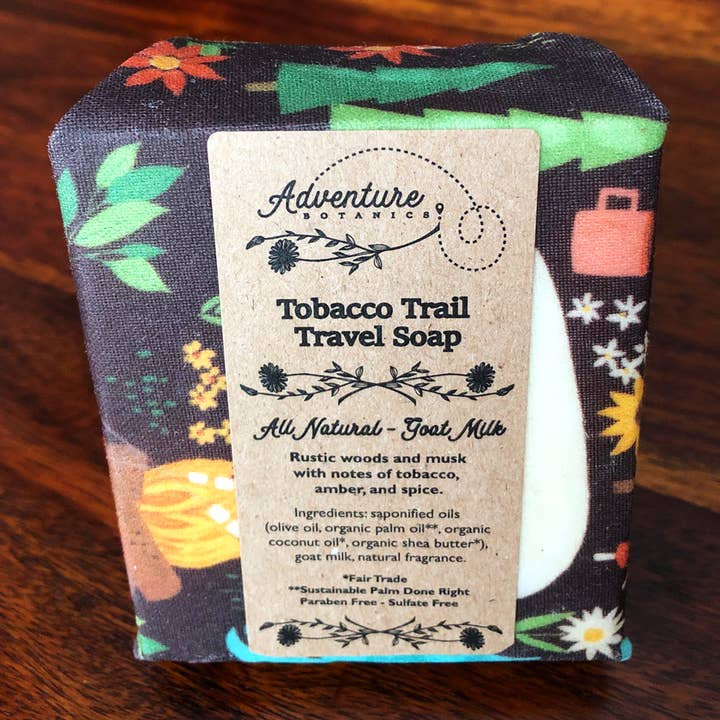 Adventure
BOTANICS
Tobacco Trail
Travel Soap
All Natural - Goat Milk
Rustic woods and musk
with notes of tobacco,
amber, and spice.
Ingredients: saponified oils
(olive oil, organic palm oil**, organic
coconut oil*, organic shea butter*),
goat milk, natural fragrance.
*Fair Trade
**Sustainable Palm Done Right
Paraben Free - Sulfate Free